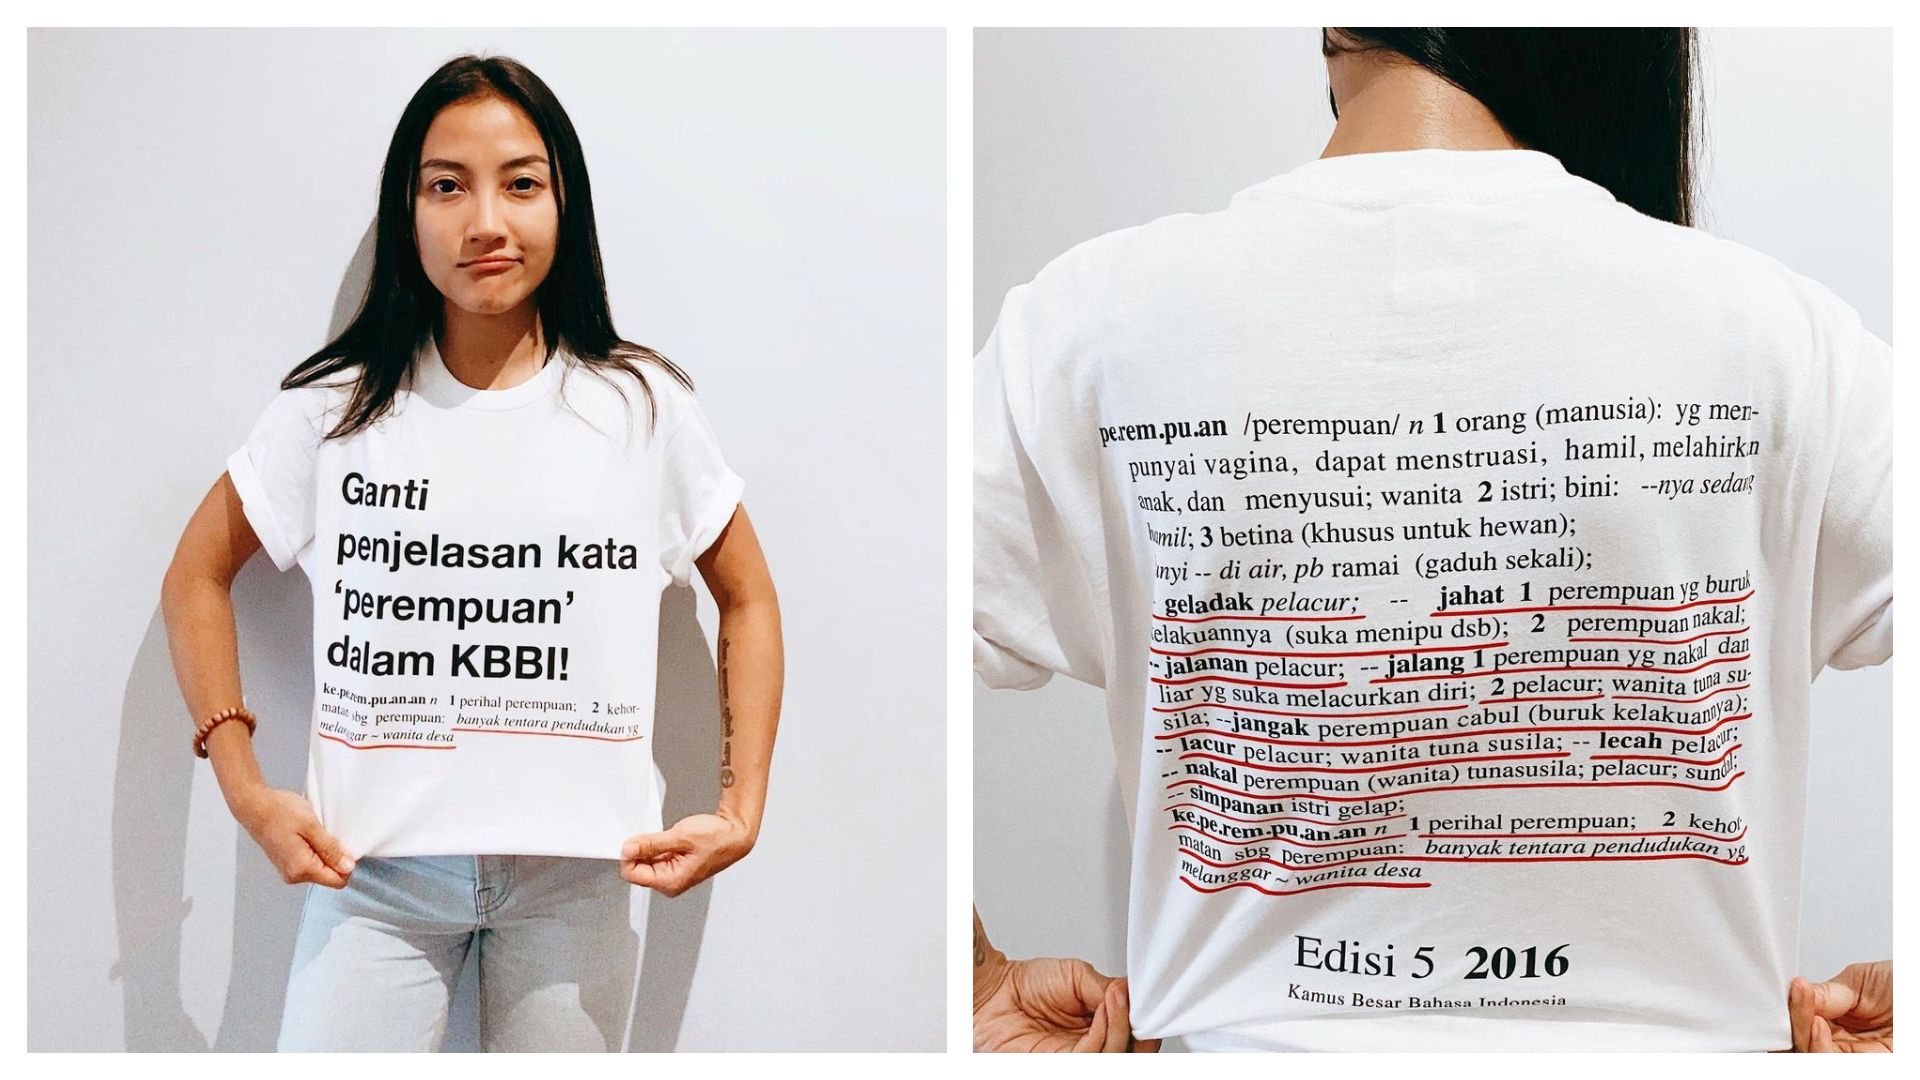 Ganti
penjelasan kata
‘perempuan’
dalam KBBI!
ke.pe.rem.pu.an.an n 1 perihal perempuan; 2 kehor-
matan sbg perempuan: banyak tentara pendudukan yg
melanggar ~ wanita desa
pe.rem.pu.an /perempuan/ n 1 orang (manusia): yg mem-
punyai vagina, dapat menstruasi, hamil, melahirkan
anak, dan menyusui; wanita 2 istri; bini: --nya sedang
hamil; 3 betina (khusus untuk hewan);
unyi -- di air, pb ramai (gaduh sekali);
geladak pelacur; -- jahat 1 perempuan yg buruk
kelakuannya (suka menipu dsb); 2 perempuan nakal;
-- jalanan pelacur; -- jalang 1 perempuan yg nakal dan
liar yg suka melacurkan diri; 2 pelacur; wanita tuna su-
sila; --jangak perempuan cabul (buruk kelakuannya);
-- lacur pelacur; wanita tuna susila; -- lecah pelacur;
-- nakal perempuan (wanita) tunasusila; pelacur; sundal;
-- simpanan istri gelap;
ke.pe.rem.pu.an.an n 1 perihal perempuan; 2 kehor-
matan sbg perempuan: banyak tentara pendudukan yg
melanggar ~ wanita desa
Edisi 5 2016
Kamus Besar Bahasa Indonesia